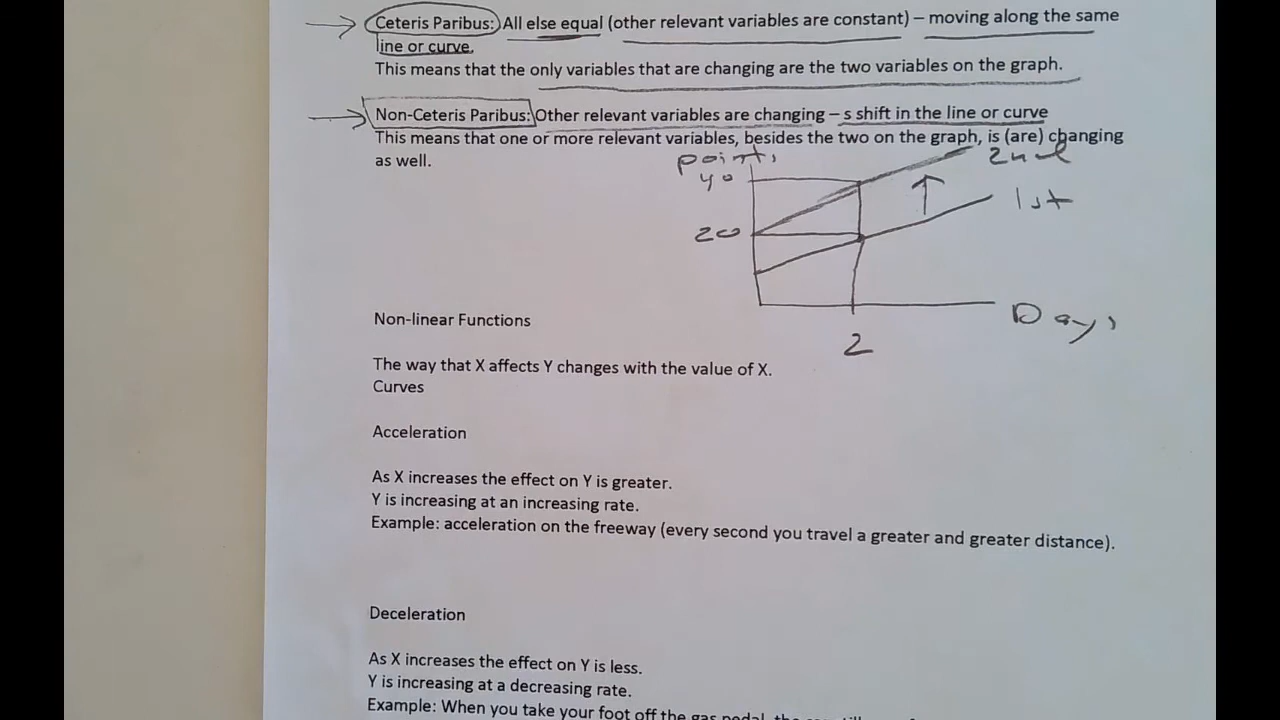 Ceteris Paribus: All else equal (other relevant variables are constant) – moving along the same
line or curve.
This means that the only variables that are changing are the two variables on the graph.
Non-Ceteris Paribus: Other relevant variables are changing – s shift in the line or curve
This means that one or more relevant variables, besides the two on the graph, is (are) changing
as well.
Points
40
2nd
1st
20
Days
2
Non-linear Functions
The way that X affects Y changes with the value of X.
Curves
Acceleration
As X increases the effect on Y is greater.
Y is increasing at an increasing rate.
Example: acceleration on the freeway (every second you travel a greater and greater distance).
Deceleration
As X increases the effect on Y is less.
Y is increasing at a decreasing rate.
Example: When you take your foot off the gas pedal, the